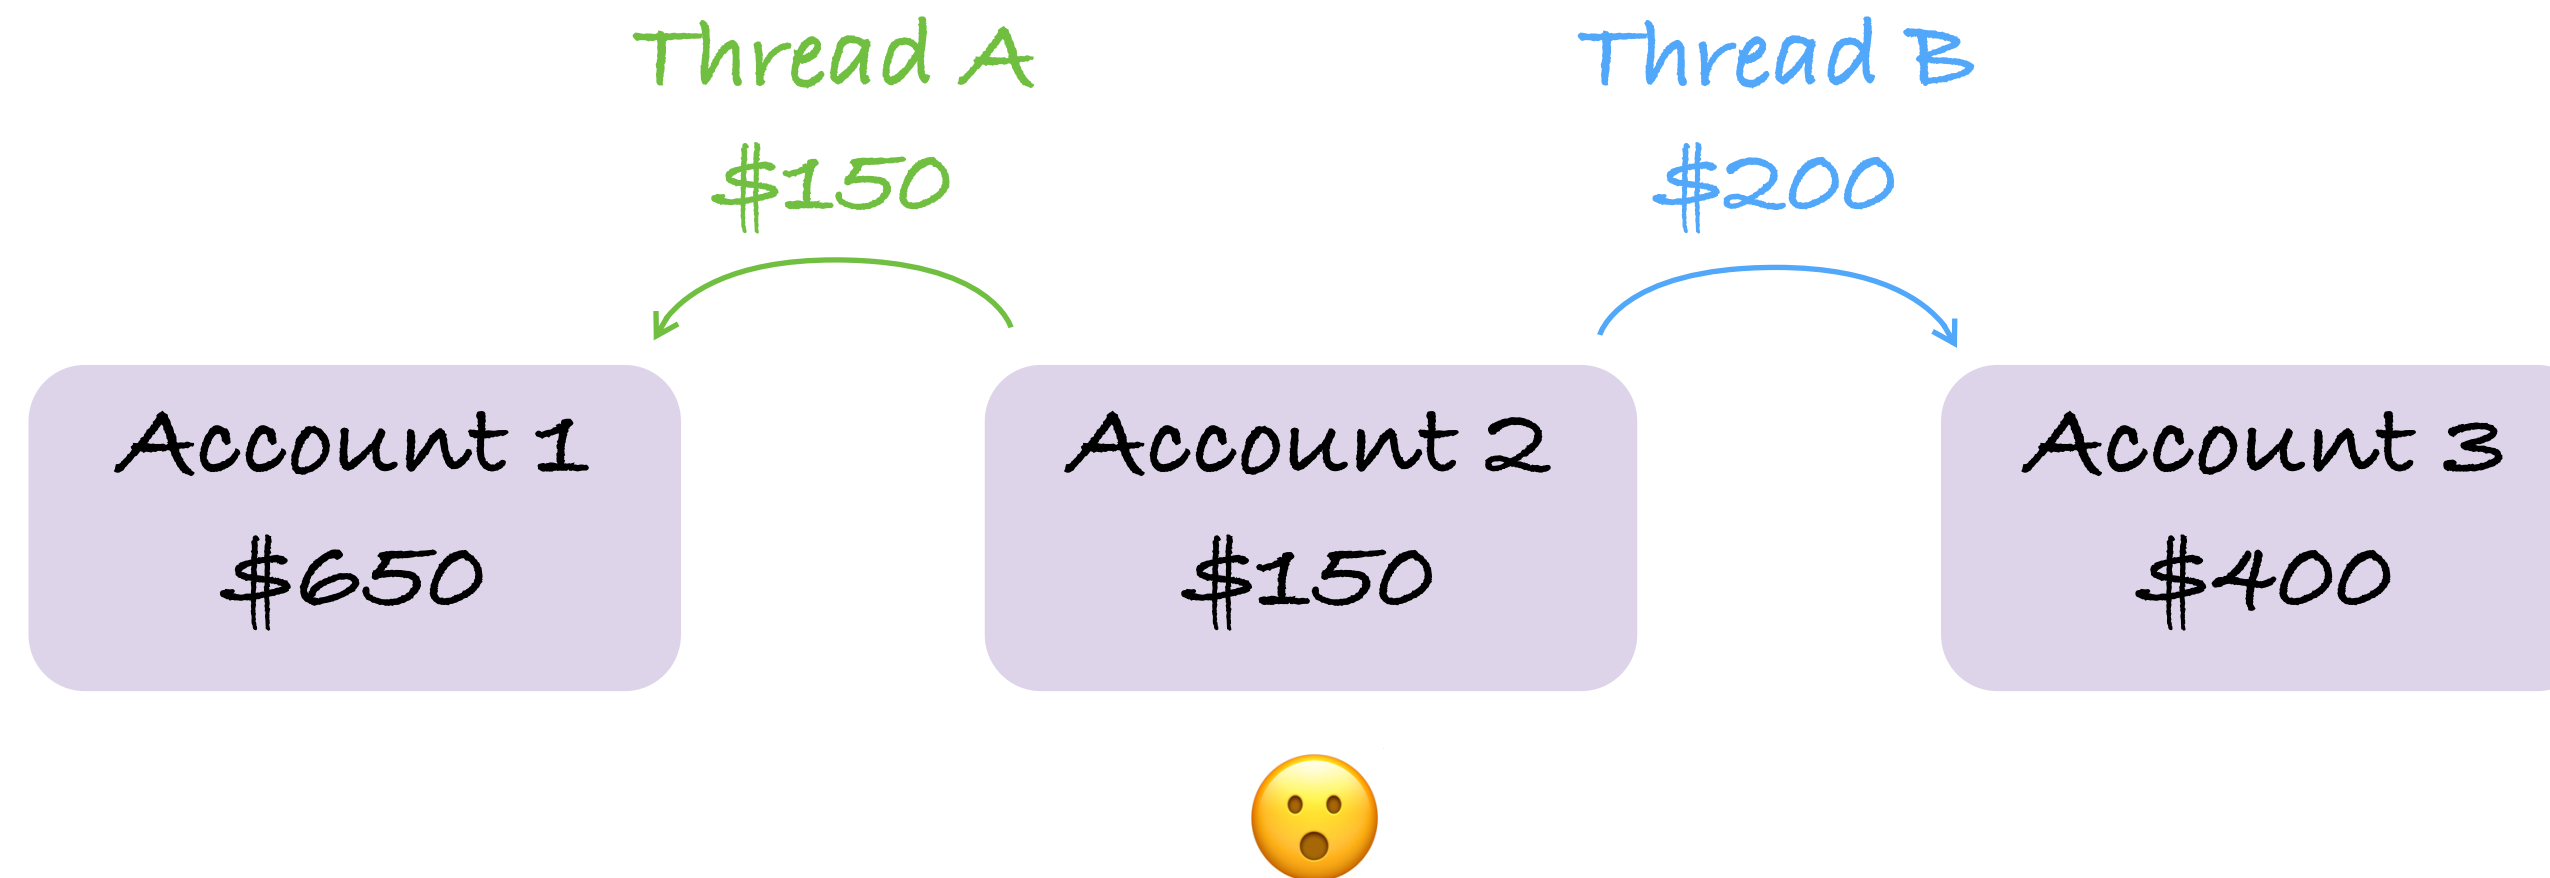 Thread A
$150
Thread B
$200
Account 1
$650
Account 2
$150
Account 3
$400